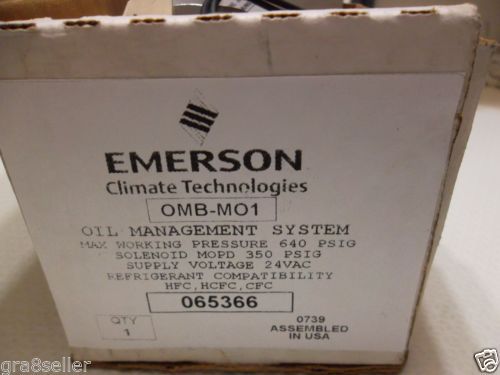 EMERSON
Climate Technologies
OMB-MO1
OIL MANAGEMENT SYSTEM
MAX WORKING PRESSURE 640 PSIG
SOLENOID MOPD 350 PSIG
SUPPLY VOLTAGE 24VAC
REFRIGERANT COMPATIBILITY
HFC, HCFC, CFC
065366
QTY
1
0739
ASSEMBLED
IN USA
gra8seller
gra8seller